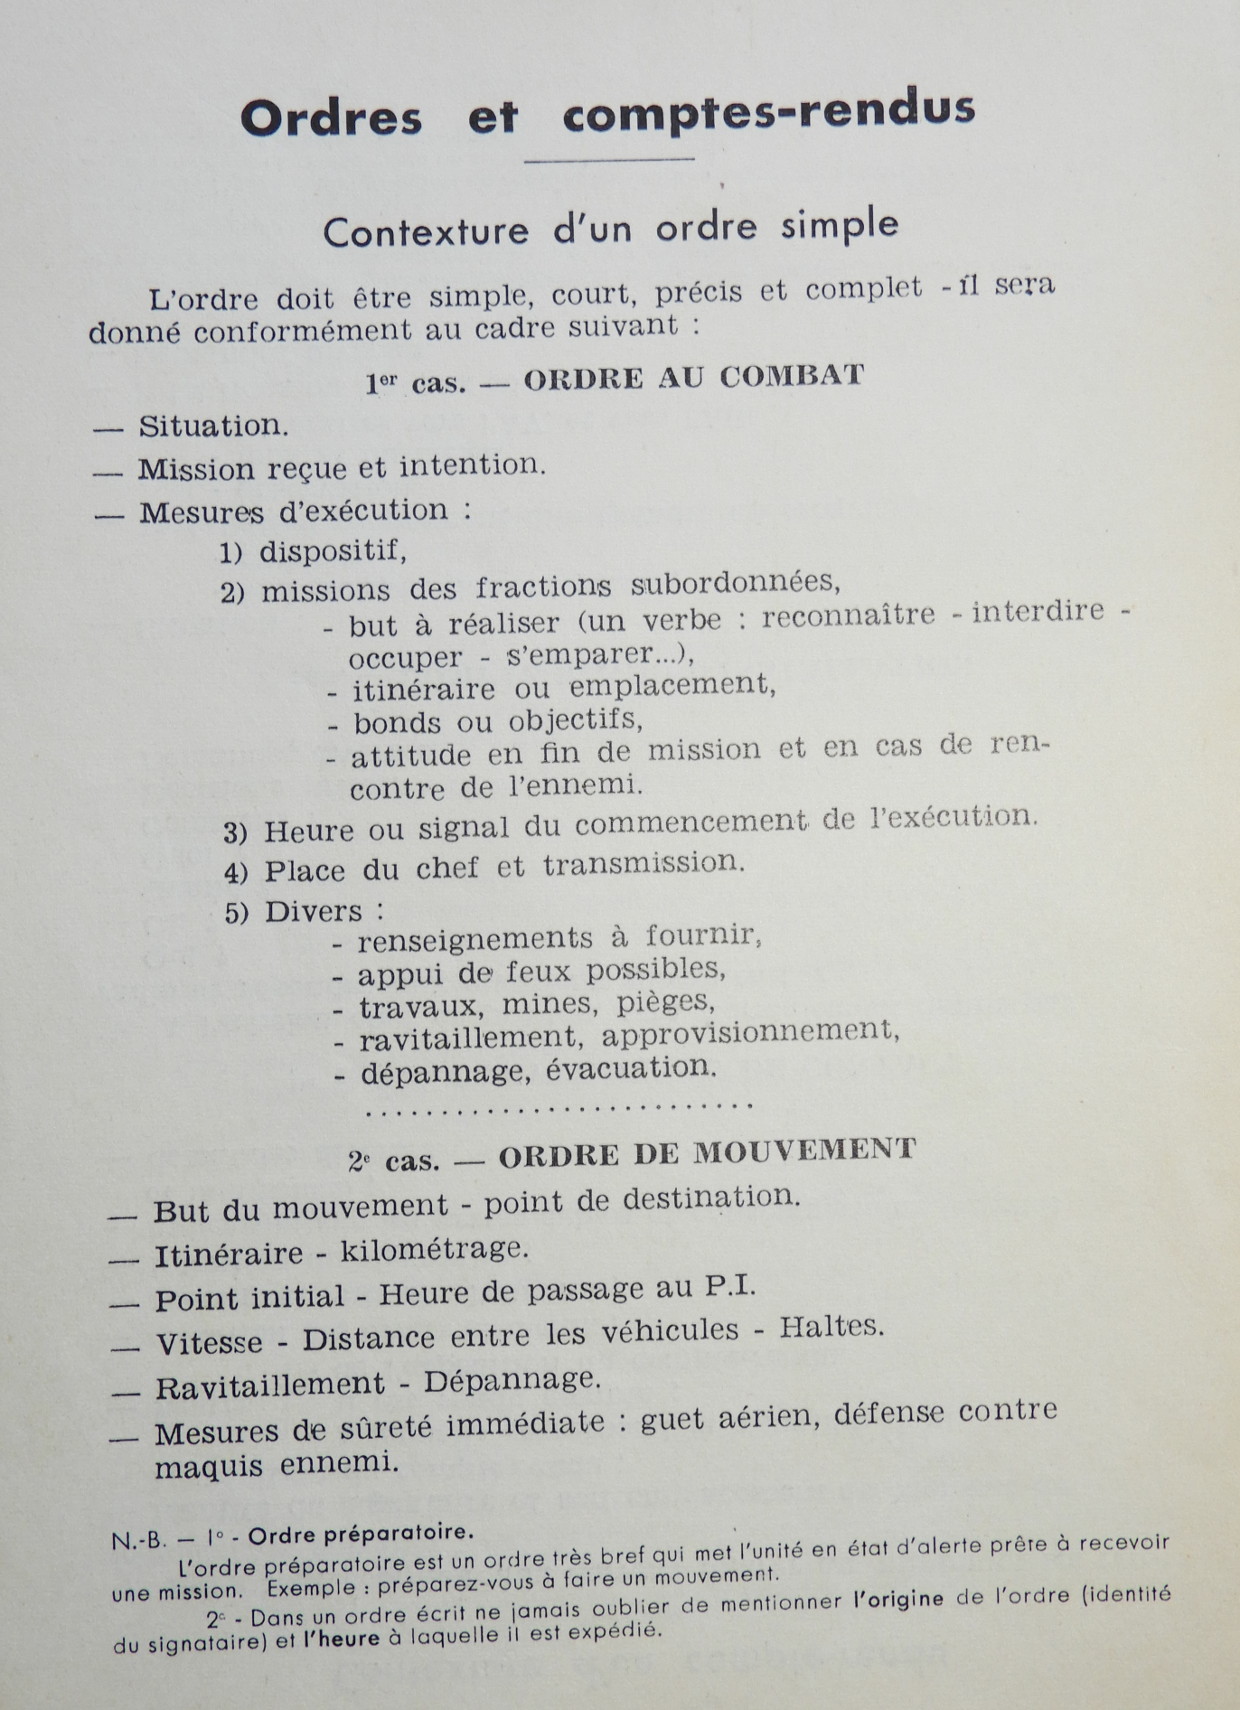 Ordres et comptes-rendus
Contexture d'un ordre simple
L'ordre doit être simple, court, précis et complet - il sera
donné conformément au cadre suivant :
1er cas. — ORDRE AU COMBAT
— Situation.
— Mission reçue et intention.
— Mesures d'exécution :
1) dispositif,
2) missions des fractions subordonnées,
- but à réaliser (un verbe : reconnaître - interdire -
occuper - s'emparer...),
- itinéraire ou emplacement,
- bonds ou objectifs,
- attitude en fin de mission et en cas de ren-
contre de l'ennemi.
3) Heure ou signal du commencement de l'exécution.
4) Place du chef et transmission.
5) Divers :
- renseignements à fournir,
- appui de feux possibles,
- travaux, mines, pièges,
- ravitaillement, approvisionnement,
- dépannage, évacuation.
..........................
2e cas. — ORDRE DE MOUVEMENT
— But du mouvement - point de destination.
— Itinéraire - kilométrage.
— Point initial - Heure de passage au P.I.
— Vitesse - Distance entre les véhicules - Haltes.
— Ravitaillement - Dépannage.
— Mesures de sûreté immédiate : guet aérien, défense contre
maquis ennemi.
N.-B. — 1° - Ordre préparatoire.
L'ordre préparatoire est un ordre très bref qui met l'unité en état d'alerte prête à recevoir
une mission. Exemple : préparez-vous à faire un mouvement.
2° - Dans un ordre écrit ne jamais oublier de mentionner l'origine de l'ordre (identité
du signataire) et l'heure à laquelle il est expédié.